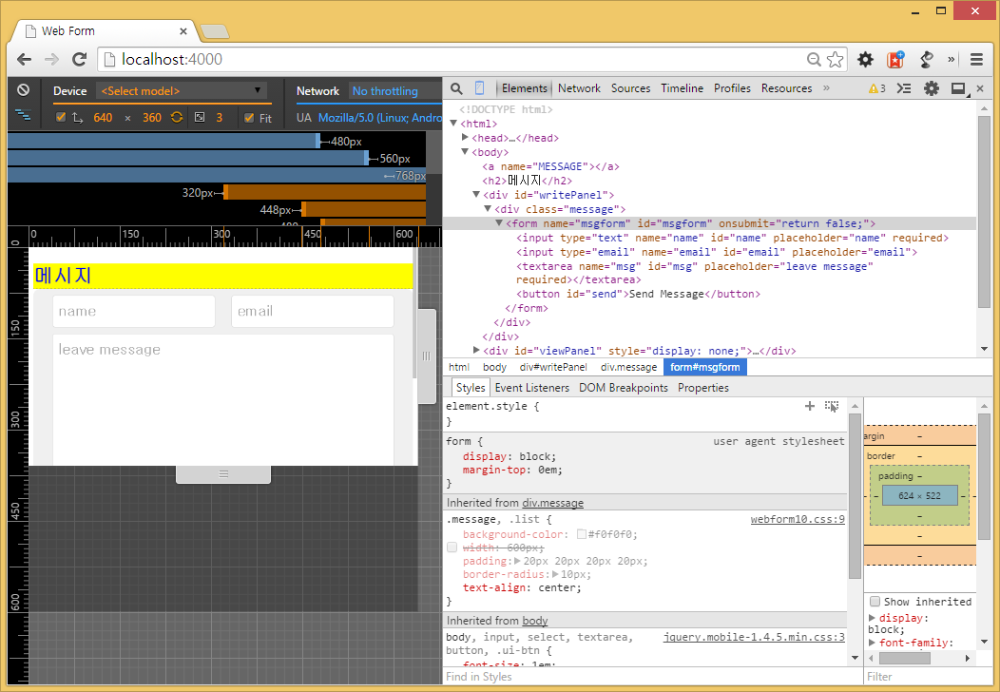 Web Form
localhost:4000
Device <Select model>
Network No throttling
640 × 360 3 Fit
UA Mozilla/5.0 (Linux; Andro
480px
560px
768px
320px
448px
0 150 300 450 600
0
150
300
450
600
메시지
name
email
leave message
Elements Network Sources Timeline Profiles Resources » 3
<!DOCTYPE html>
<html>
<head>…</head>
<body>
<a name="MESSAGE"></a>
<h2>메시지</h2>
<div id="writePanel">
<div class="message">
<form name="msgform" id="msgform" onsubmit="return false;">
<input type="text" name="name" id="name" placeholder="name" required>
<input type="email" name="email" id="email" placeholder="email">
<textarea name="msg" id="msg" placeholder="leave message"
required></textarea>
<button id="send">Send Message</button>
</form>
</div>
</div>
<div id="viewPanel" style="display: none;">…</div>
html body div#writePanel div.message form#msgform
Styles Event Listeners DOM Breakpoints Properties
element.style {
}
form { user agent stylesheet
display: block;
margin-top: 0em;
}
Inherited from div.message
.message, .list { webform10.css:9
background-color: #f0f0f0;
width: 600px;
padding: 20px 20px 20px 20px;
border-radius: 10px;
text-align: center;
}
Inherited from body
body, input, select, textarea, jquery.mobile-1.4.5.min.css:3
button, .ui-btn {
font-size: 1em;
Find in Styles
argin –
border –
padding –
– 624 × 522 –
–
–
–
Show inherited
display:
block;
font-family:
Filter